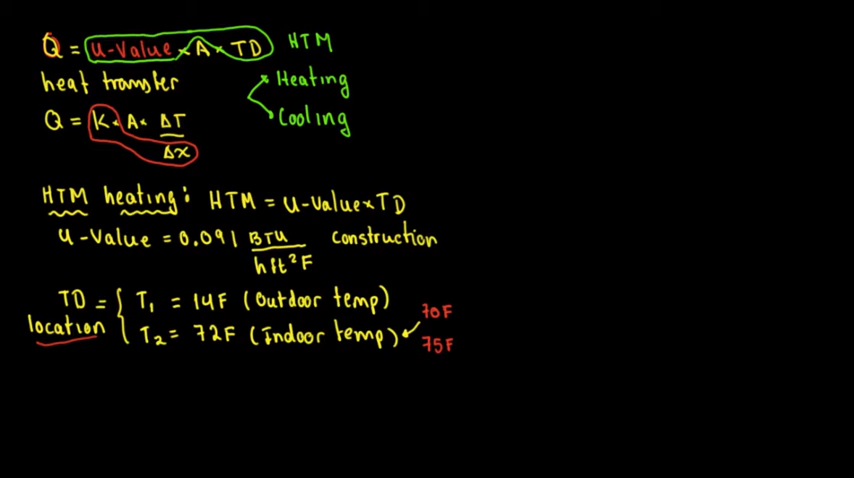 Q = U-Value × A × TD HTM
heat transfer Heating
Q = K × A × ΔT Cooling
Δx
HTM heating: HTM = U-Value × TD
U-Value = 0.091 BTU construction
hft²F
TD = T₁ = 14F (Outdoor temp) 70F
location T₂ = 72F (Indoor temp) 75F